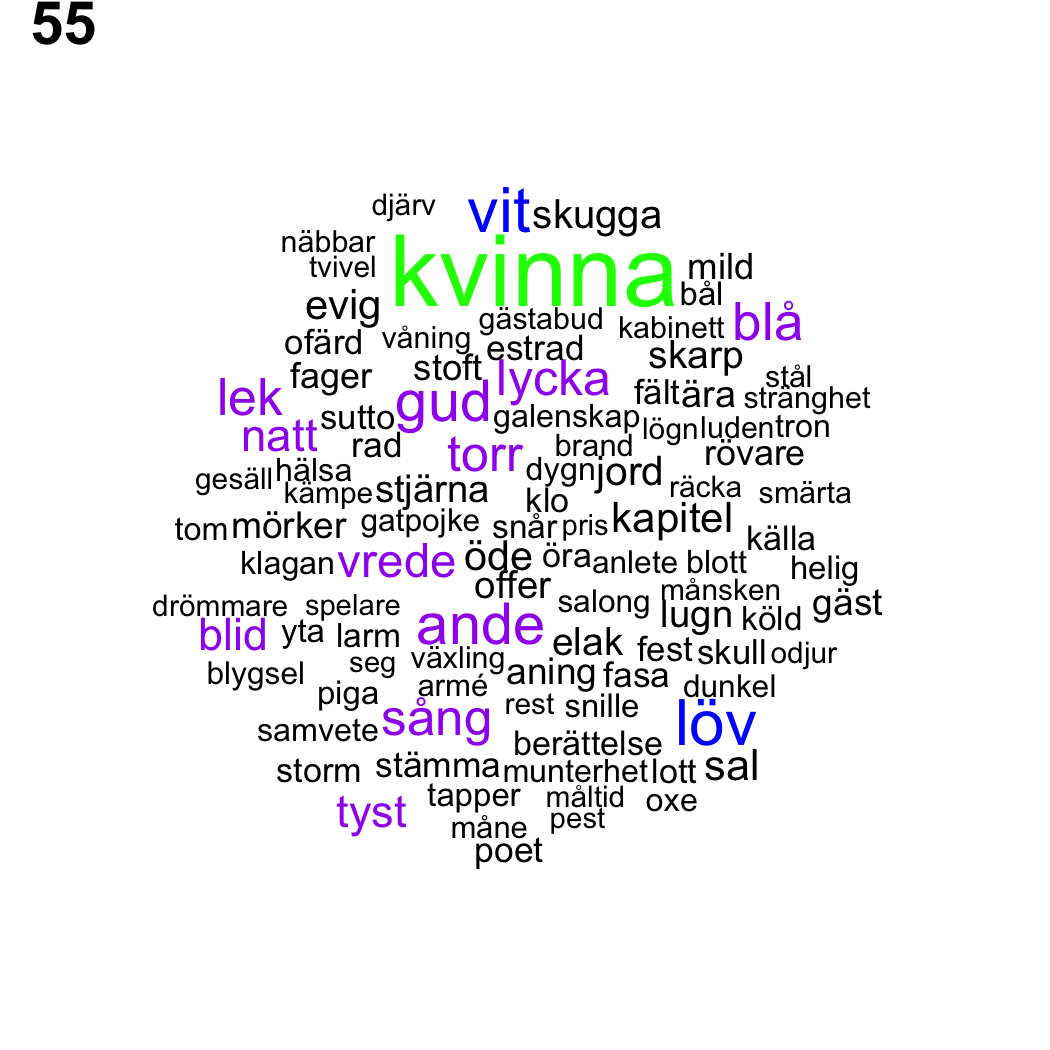 55
djärv vit skugga
näbbar kvinna mild
tvivel bål
evig gästabud kabinett blå
ofärd våning estrad skarp
fager stoft lycka stål
lek gud fält ära stränghet
natt sutto galenskap lögn luden tron
rad torr brand rövare
gesäll hälsa dygn jord räcka smärta
kämpe stjärna klo
tom mörker gatpojke snår pris kapitel källa
klagan vrede öde öra anlete blott helig
offer månsken
drömmare spelare salong lugn köld gäst
blid yta larm ande elak fest skull odjur
blygsel seg växling aning fasa dunkel
piga armé rest snille
samvete sång berättelse löv
storm stämma munterhet lott sal
tyst tapper måltid oxe
måne pest
poet